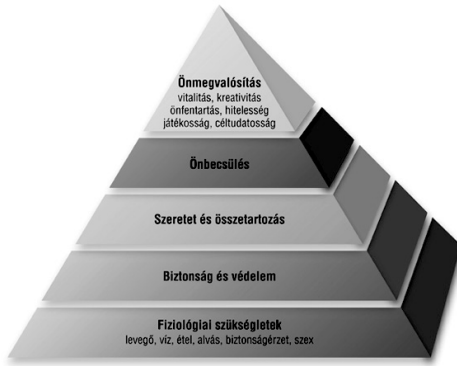 Önmegvalósítás
vitalitás, kreativitás
önfentartás, hitelesség
játékosság, céltudatosság
Önbecsülés
Szeretet és összetartozás
Biztonság és védelem
Fiziológiai szükségletek
levegő, víz, étel, alvás, biztonságérzet, szex